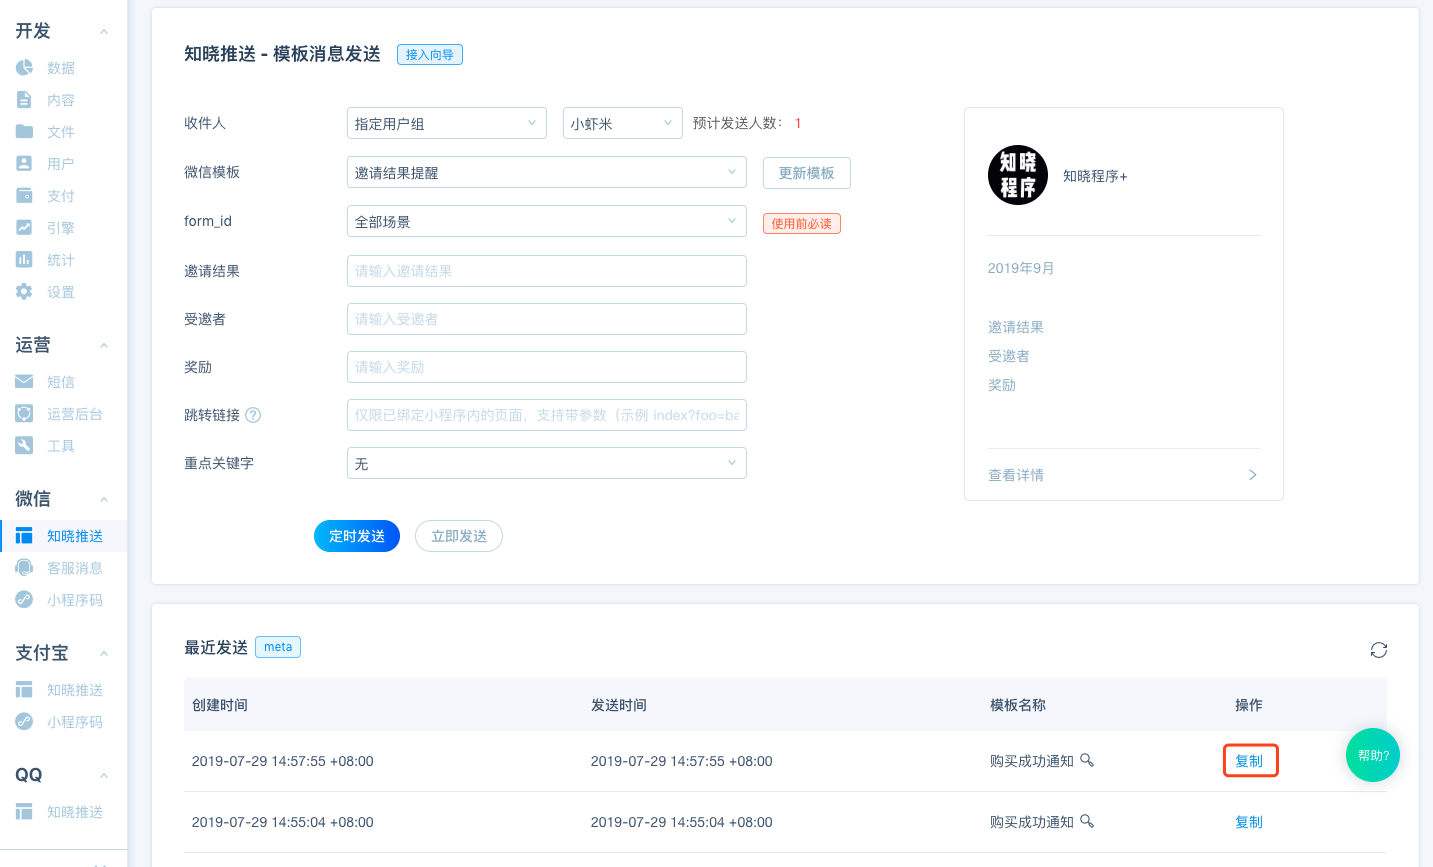 开发
数据
内容
文件
用户
支付
引擎
统计
设置
运营
短信
运营后台
工具
微信
知晓推送
客服消息
小程序码
支付宝
知晓推送
小程序码
QQ
知晓推送
知晓推送 - 模板消息发送 接入向导
收件人 指定用户组 小虾米 预计发送人数： 1
微信模板 邀请结果提醒 更新模板
form_id 全部场景 使用前必读
邀请结果 请输入邀请结果
受邀者 请输入受邀者
奖励 请输入奖励
跳转链接 ? 仅限已绑定小程序内的页面，支持带参数（示例 index?foo=ba
重点关键字 无
定时发送 立即发送
知晓程序
知晓程序+
2019年9月
邀请结果
受邀者
奖励
查看详情
最近发送 meta
创建时间 发送时间 模板名称 操作
2019-07-29 14:57:55 +08:00 2019-07-29 14:57:55 +08:00 购买成功通知 复制
2019-07-29 14:55:04 +08:00 2019-07-29 14:55:04 +08:00 购买成功通知 复制
帮助?